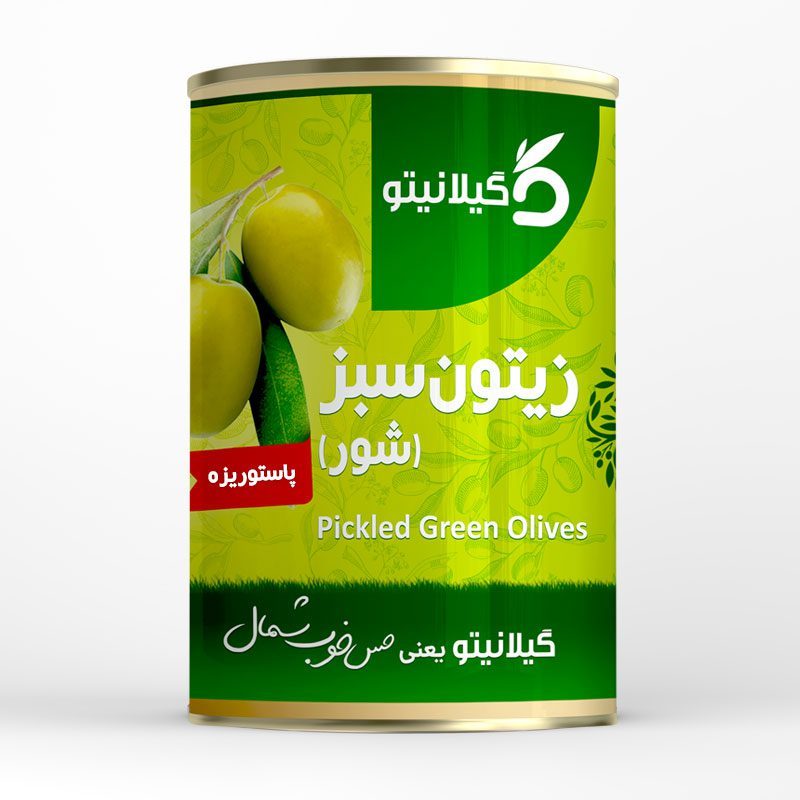 گیلانیتو
زیتون سبز
(شور)
پاستوریزه
Pickled Green Olives
گیلانیتو یعنی حس خوب شمال